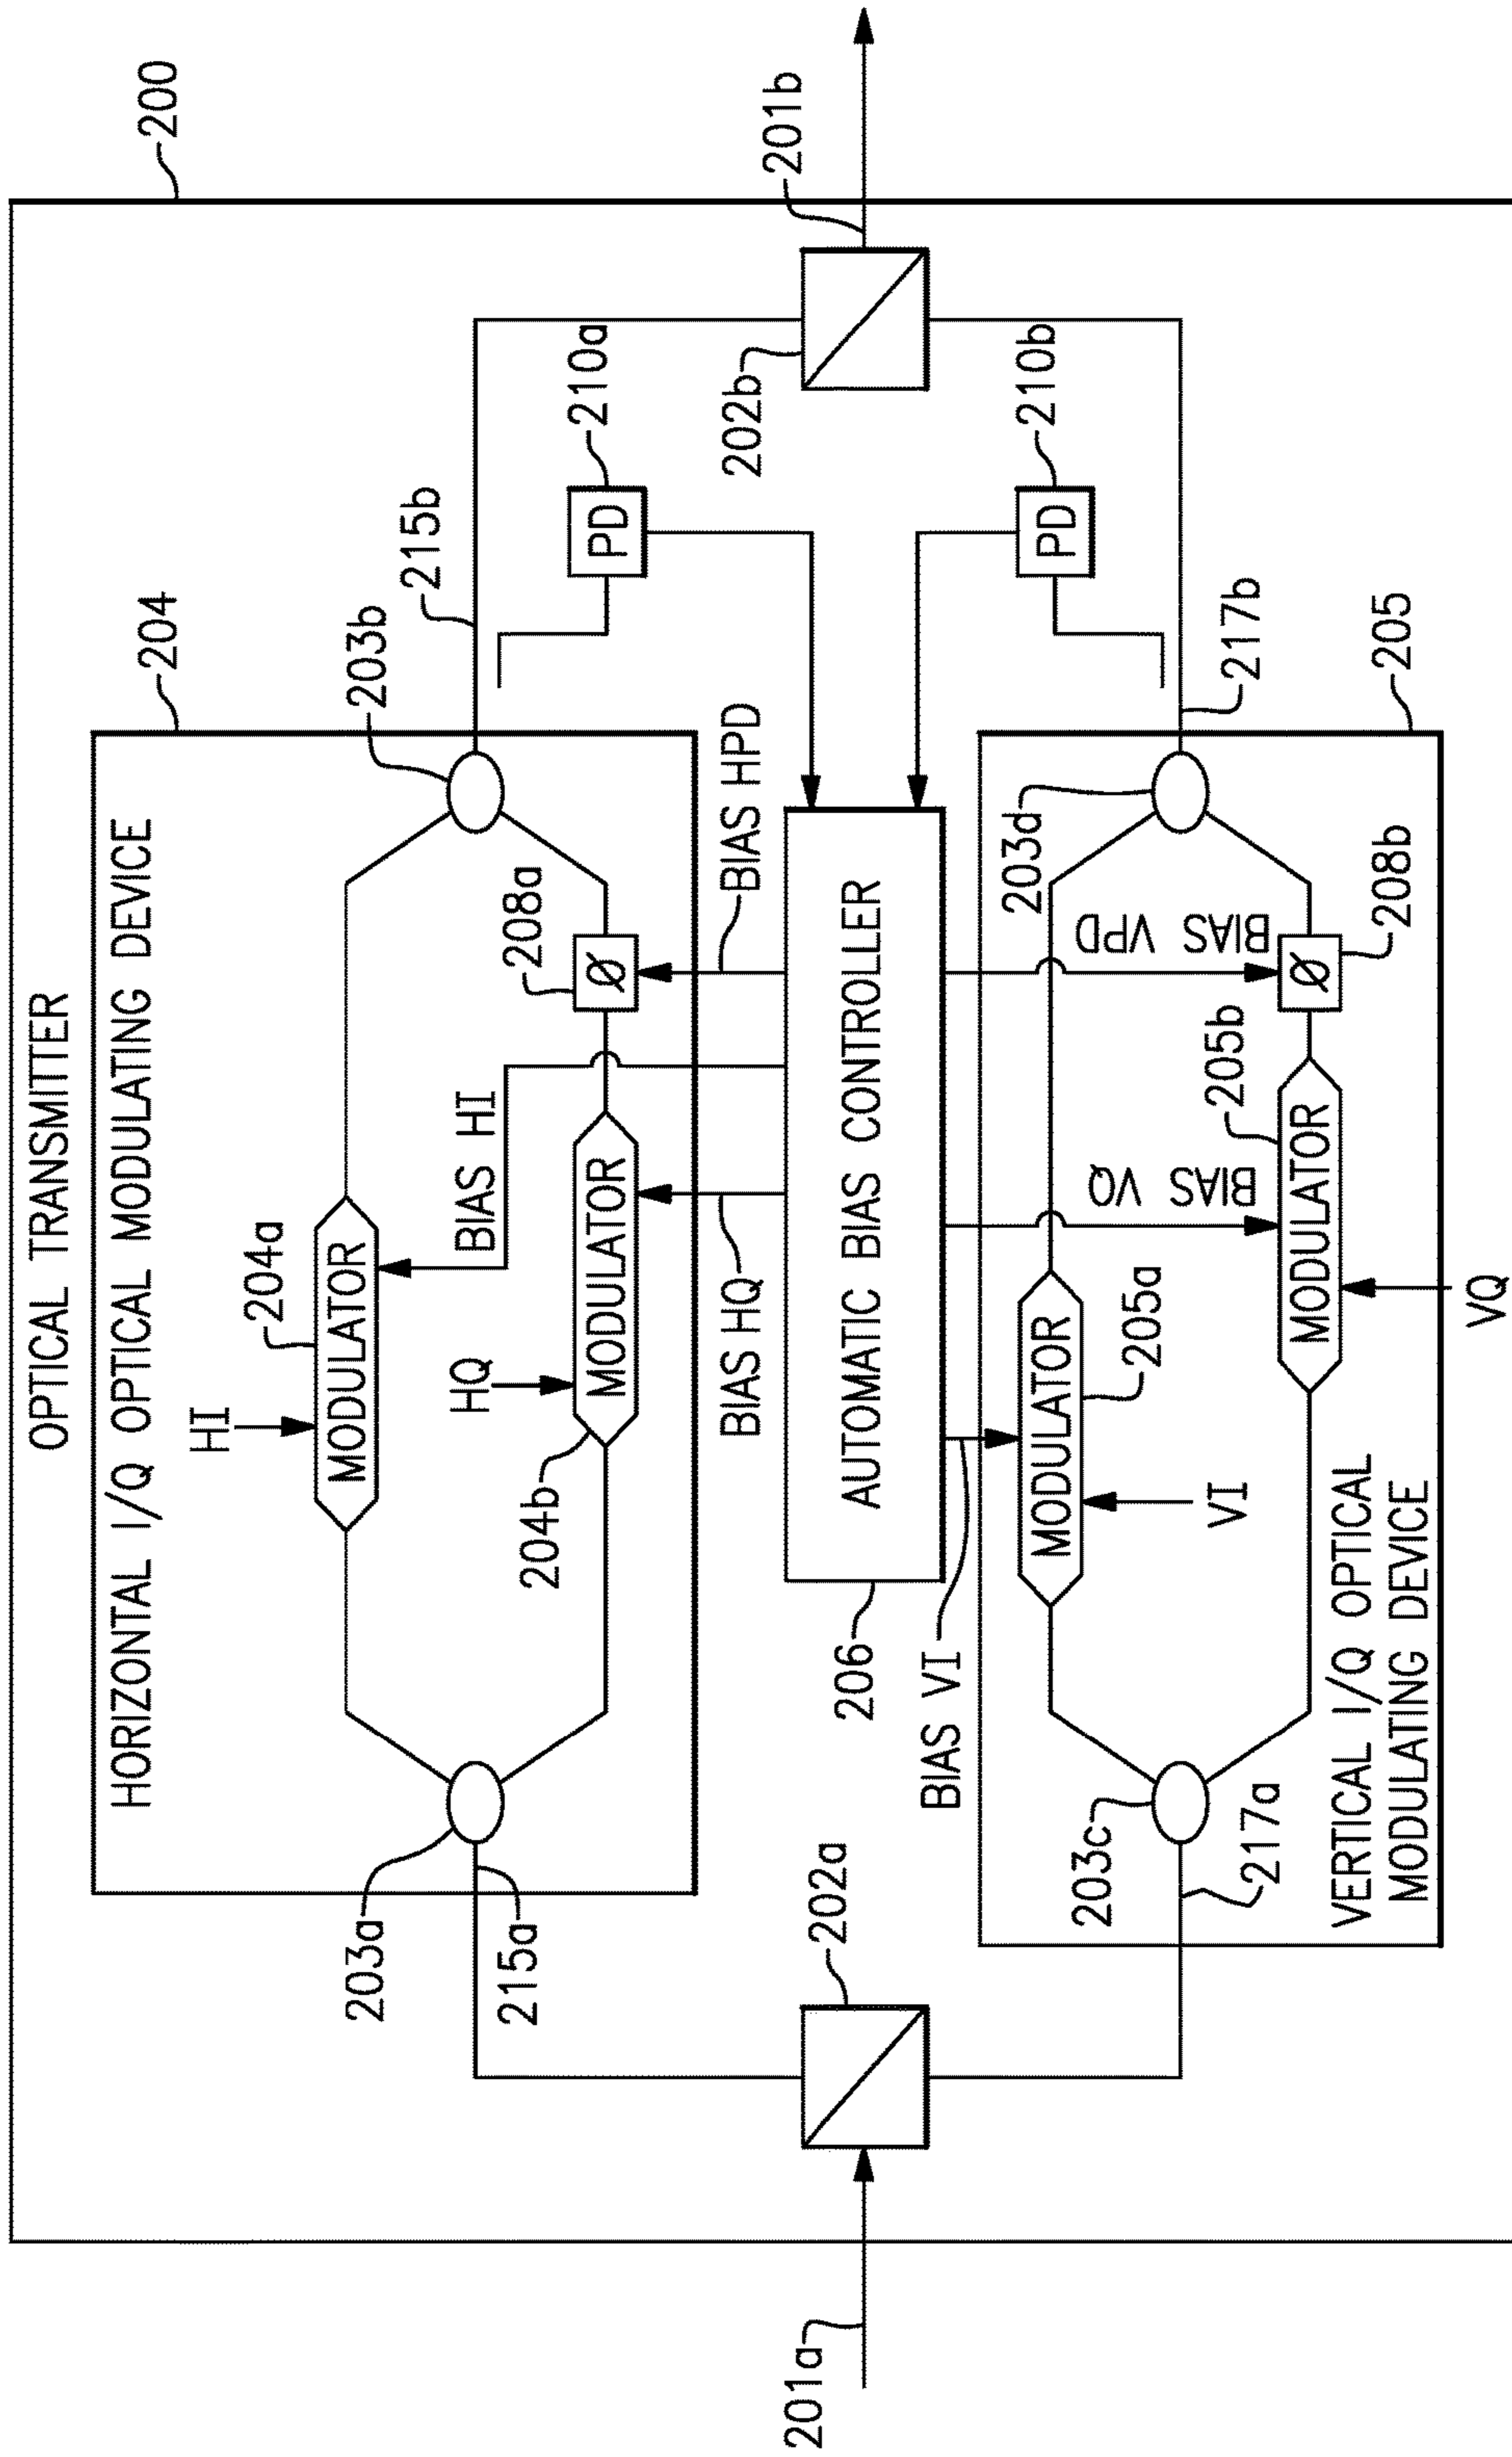 OPTICAL TRANSMITTER
200
HORIZONTAL I/Q OPTICAL MODULATING DEVICE
204
HI
204a
MODULATOR
203b
215b
203a
215a
BIAS HI
208a
Ø
HQ
204b
MODULATOR
PD
210a
BIAS HQ
BIAS HPD
202b
201b
201a
202a
206
AUTOMATIC BIAS CONTROLLER
BIAS VI
203d
PD
210b
MODULATOR
205a
VI
BIAS VQ
BIAS VPD
203c
217a
205b
217b
MODULATOR
Ø
208b
VERTICAL I/Q OPTICAL
MODULATING DEVICE
205
VQ